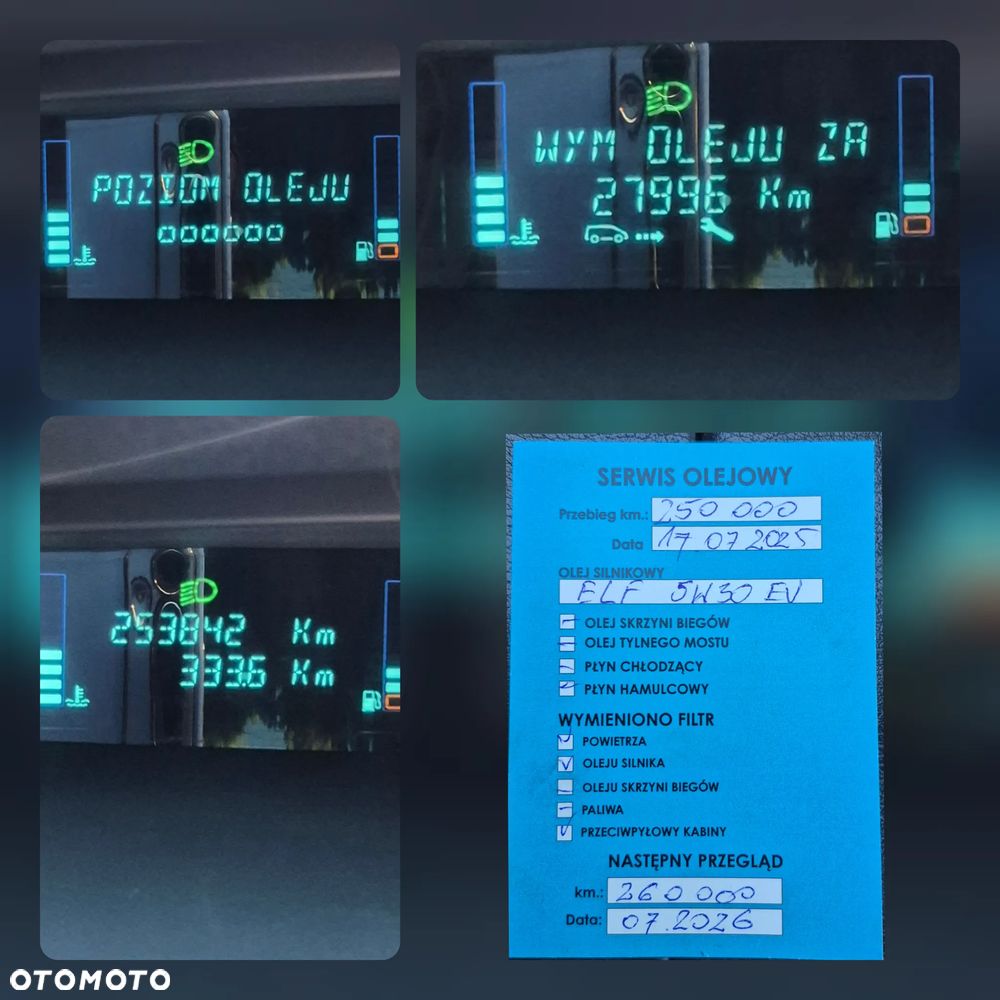 POZIOM OLEJU
oooooo
WYM OLEJU ZA
27996 Km
253842 Km
333.6 Km
SERWIS OLEJOWY
Przebieg km.: 250 000
Data 17 07 2025
OLEJ SILNIKOWY
ELF 5W30 EV
OLEJ SKRZYNI BIEGÓW
OLEJ TYLNEGO MOSTU
PŁYN CHŁODZĄCY
PŁYN HAMULCOWY
WYMIENIONO FILTR
POWIETRZA
OLEJU SILNIKA
OLEJU SKRZYNI BIEGÓW
PALIWA
PRZECIWPYŁOWY KABINY
NASTĘPNY PRZEGLĄD
km.: 260 000
Data: 07.2026
OTOMOTO